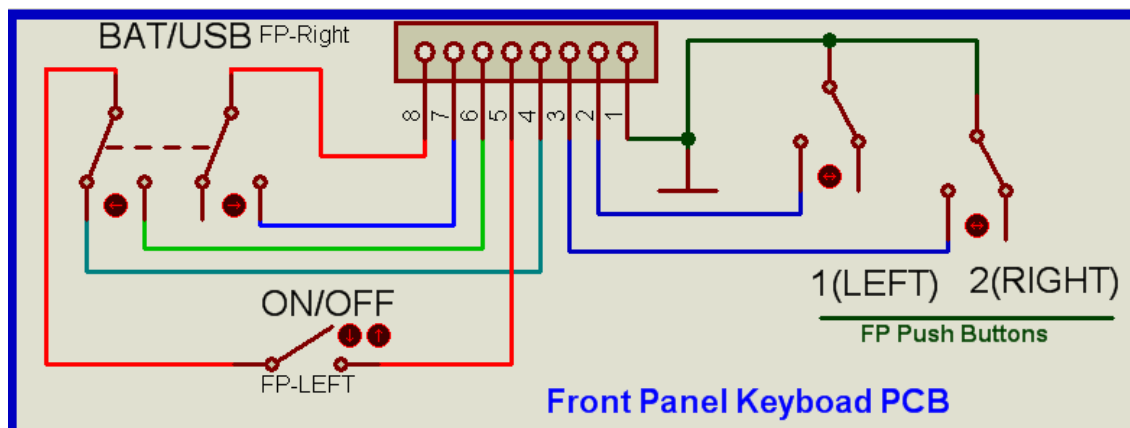 BAT/USB FP-Right
8 7 6 5 4 3 2 1
ON/OFF
FP-LEFT
1(LEFT) 2(RIGHT)
FP Push Buttons
Front Panel Keyboad PCB